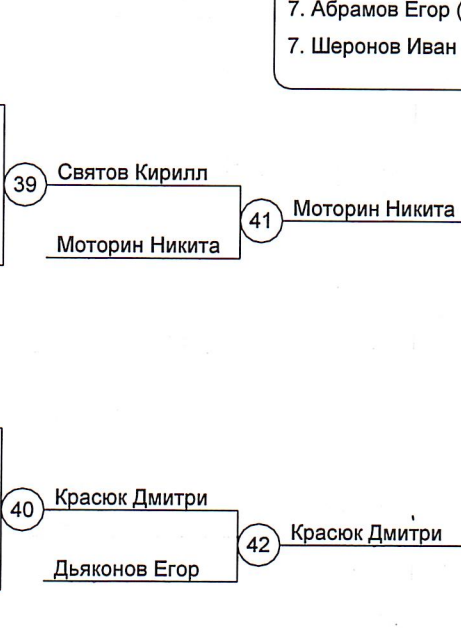 7. Абрамов Егор (
7. Шеронов Иван
39
Святов Кирилл
41
Моторин Никита
Моторин Никита
40
Красюк Дмитри
42
Красюк Дмитри
Дьяконов Егор